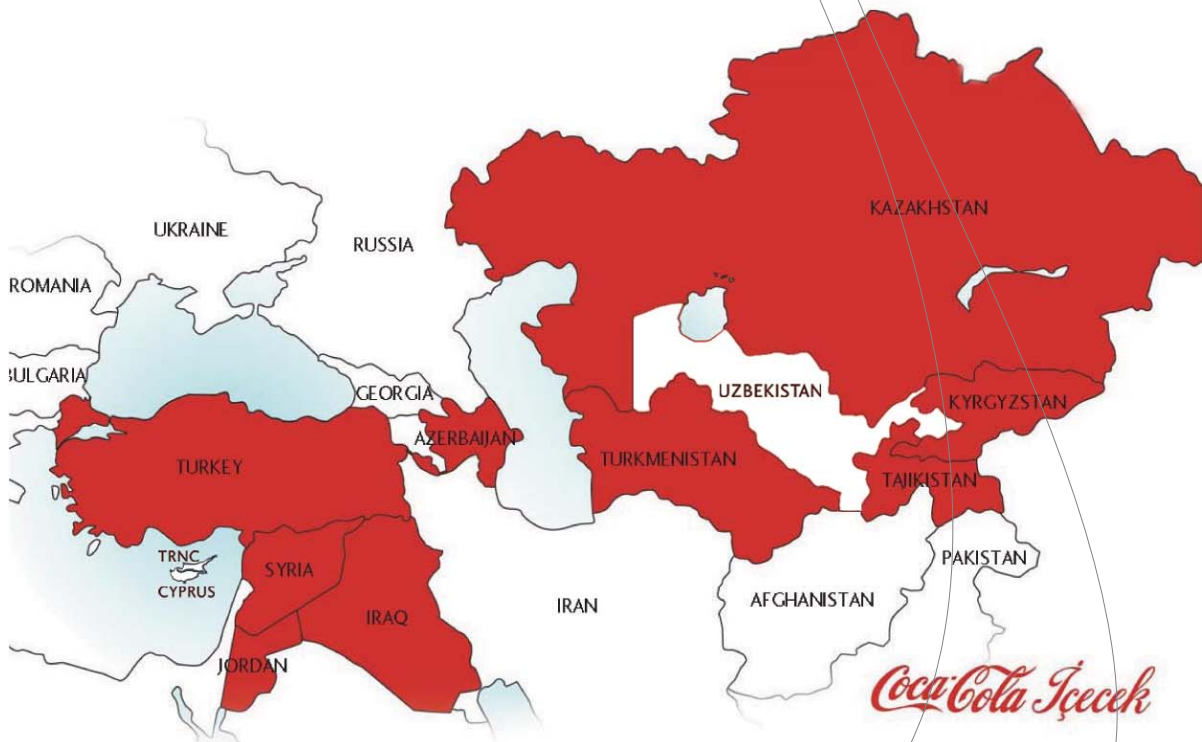 KAZAKHSTAN
UKRAINE
RUSSIA
ROMANIA
BULGARIA
GEORGIA
UZBEKISTAN
KYRGYZSTAN
AZERBAIJAN
TURKEY
TURKMENISTAN
TAJIKISTAN
TRNC
CYPRUS
SYRIA
PAKISTAN
IRAN
AFGHANISTAN
IRAQ
JORDAN
Coca-Cola İçecek